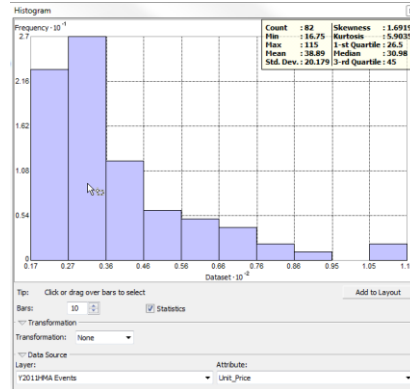 Histogram
Frequency · 10⁻¹
Count : 82 Skewness : 1.6919
Min : 16.75 Kurtosis : 5.9035
Max : 115 1-st Quartile : 26.5
Mean : 38.89 Median : 30.98
Std. Dev. : 20.179 3-rd Quartile : 45
2.7
2.16
1.62
1.08
0.54
0
0.17 0.27 0.36 0.46 0.56 0.66 0.76 0.86 0.95 1.05 1.1
Dataset · 10⁻²
Tip: Click or drag over bars to select
Add to Layout
Bars: 10 Statistics
Transformation
Transformation: None
Data Source
Layer: Attribute:
Y2011HMA Events Unit_Price